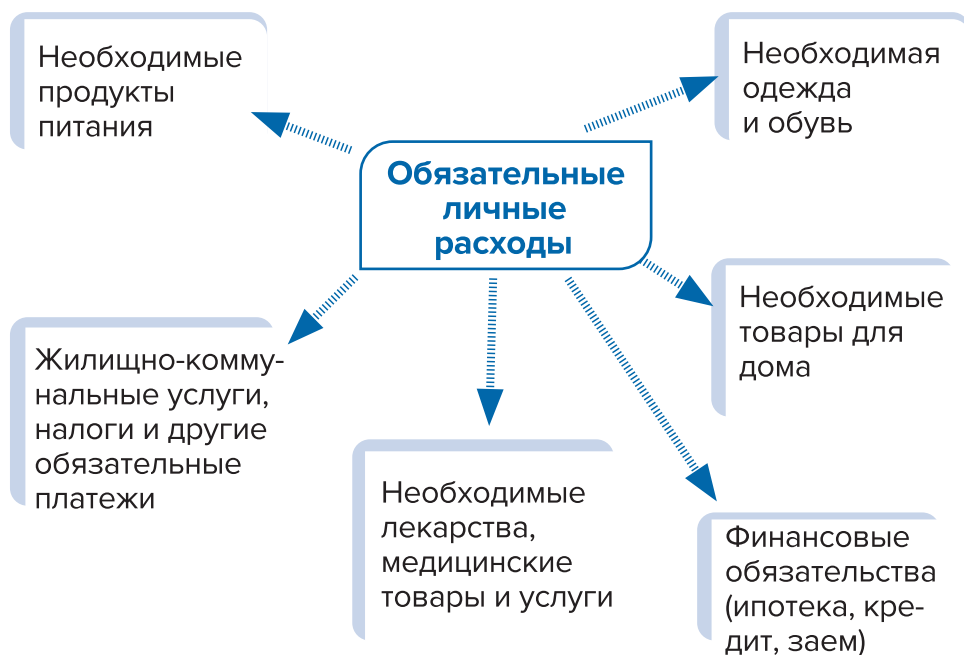 Необходимые
продукты
питания
Необходимая
одежда
и обувь
Обязательные
личные
расходы
Необходимые
товары для
дома
Жилищно-комму-
нальные услуги,
налоги и другие
обязательные
платежи
Необходимые
лекарства,
медицинские
товары и услуги
Финансовые
обязательства
(ипотека, кре-
дит, заем)